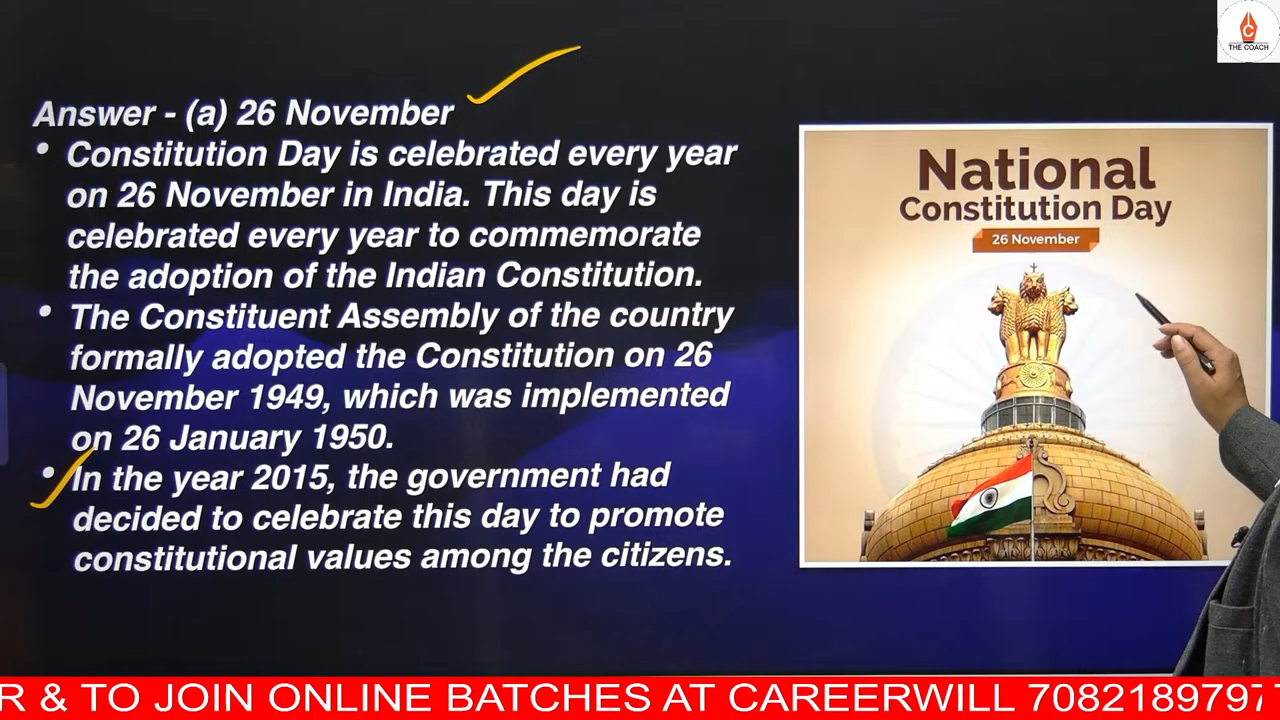 THE COACH
Answer - (a) 26 November
• Constitution Day is celebrated every year
on 26 November in India. This day is
celebrated every year to commemorate
the adoption of the Indian Constitution.
• The Constituent Assembly of the country
formally adopted the Constitution on 26
November 1949, which was implemented
on 26 January 1950.
• In the year 2015, the government had
decided to celebrate this day to promote
constitutional values among the citizens.
National
Constitution Day
26 November
R & TO JOIN ONLINE BATCHES AT CAREERWILL 7082189797